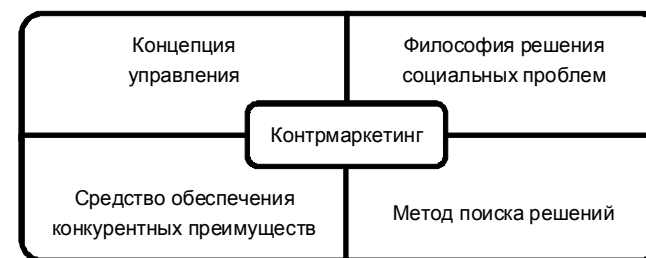 Концепция
управления
Философия решения
социальных проблем
Контрмаркетинг
Средство обеспечения
конкурентных преимуществ
Метод поиска решений